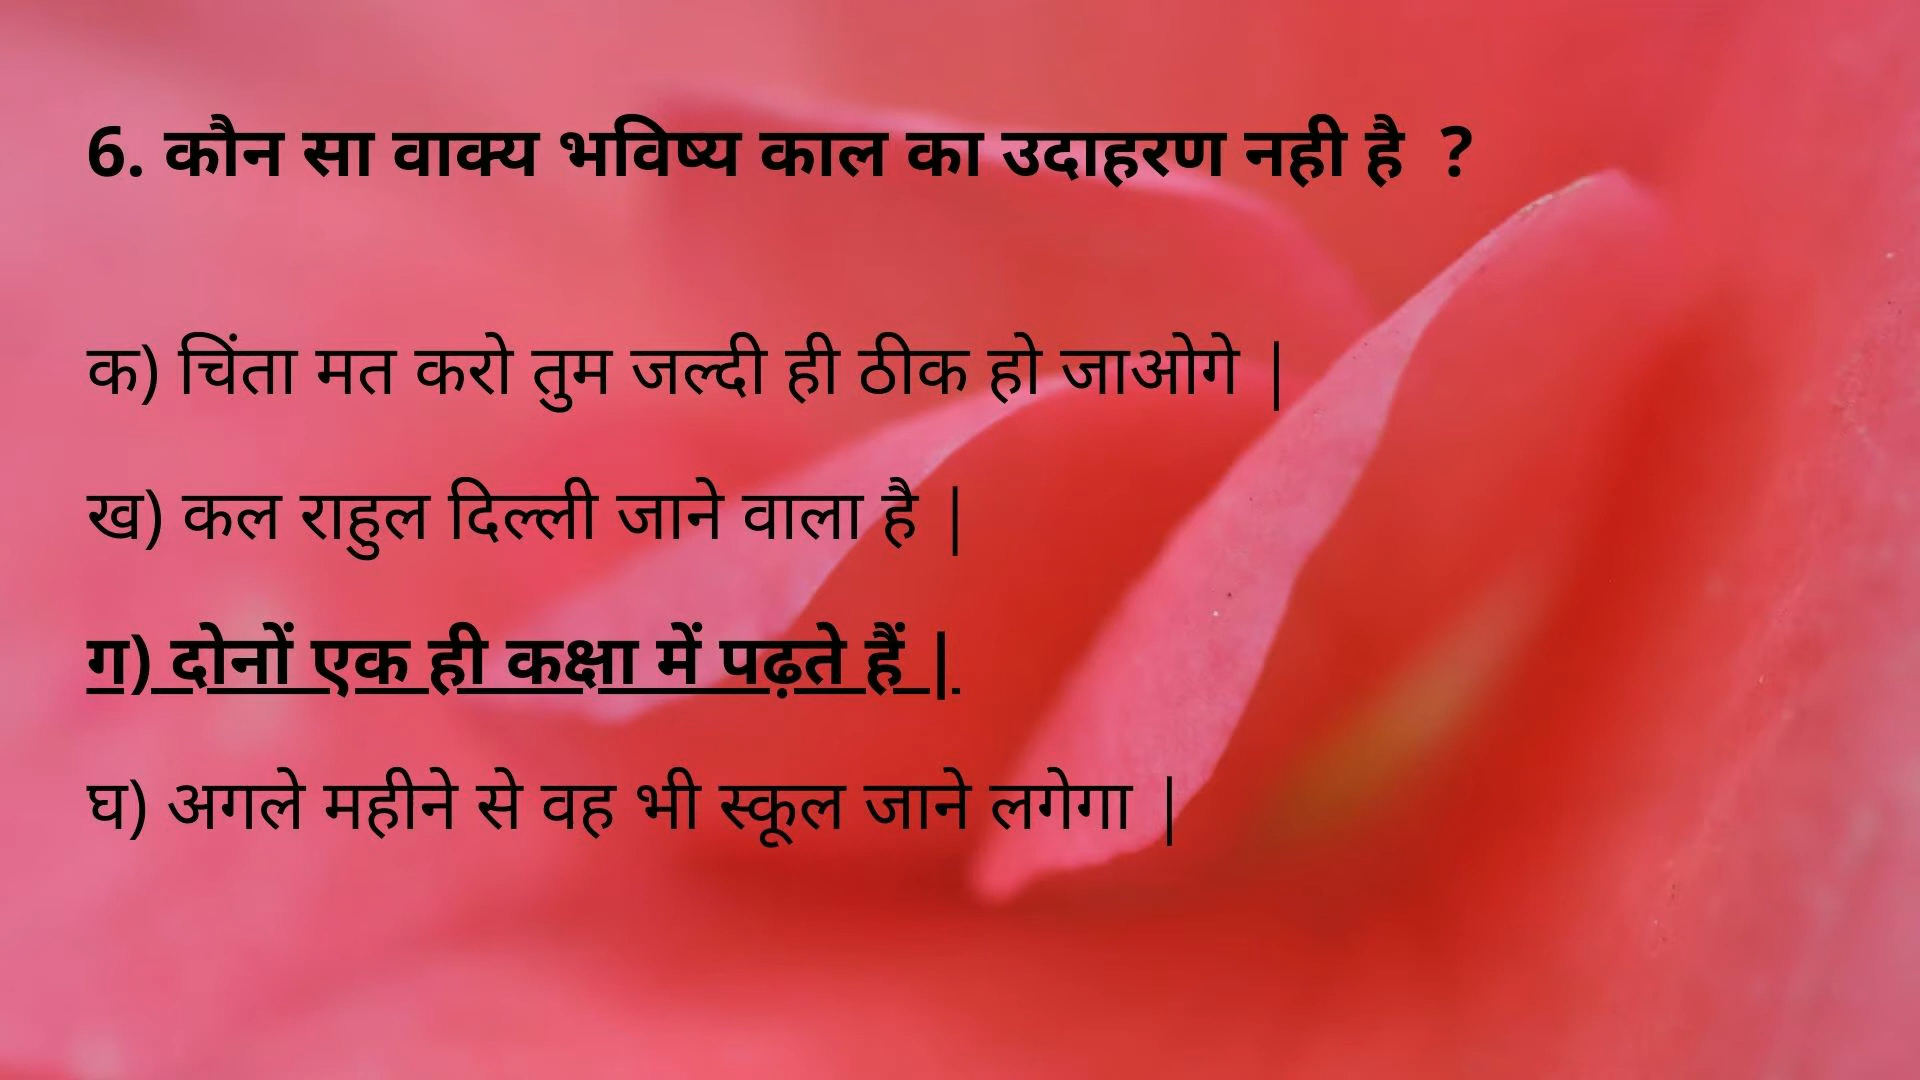 6. कौन सा वाक्य भविष्य काल का उदाहरण नही है ?
क) चिंता मत करो तुम जल्दी ही ठीक हो जाओगे |
ख) कल राहुल दिल्ली जाने वाला है |
ग) दोनों एक ही कक्षा में पढ़ते हैं |
घ) अगले महीने से वह भी स्कूल जाने लगेगा |